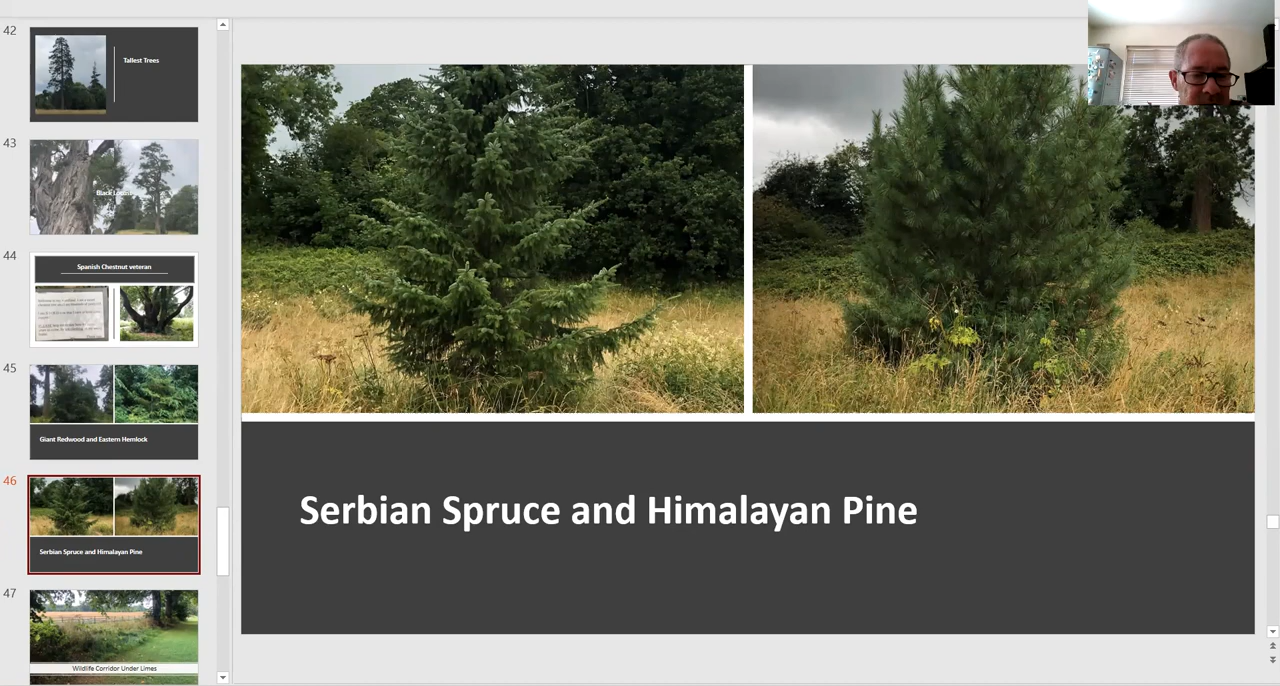 42
Tallest Trees
43
Black Locust
44
Spanish Chestnut veteran
45
Giant Redwood and Eastern Hemlock
46
Serbian Spruce and Himalayan Pine
47
Wildlife Corridor Under Limes
Serbian Spruce and Himalayan Pine